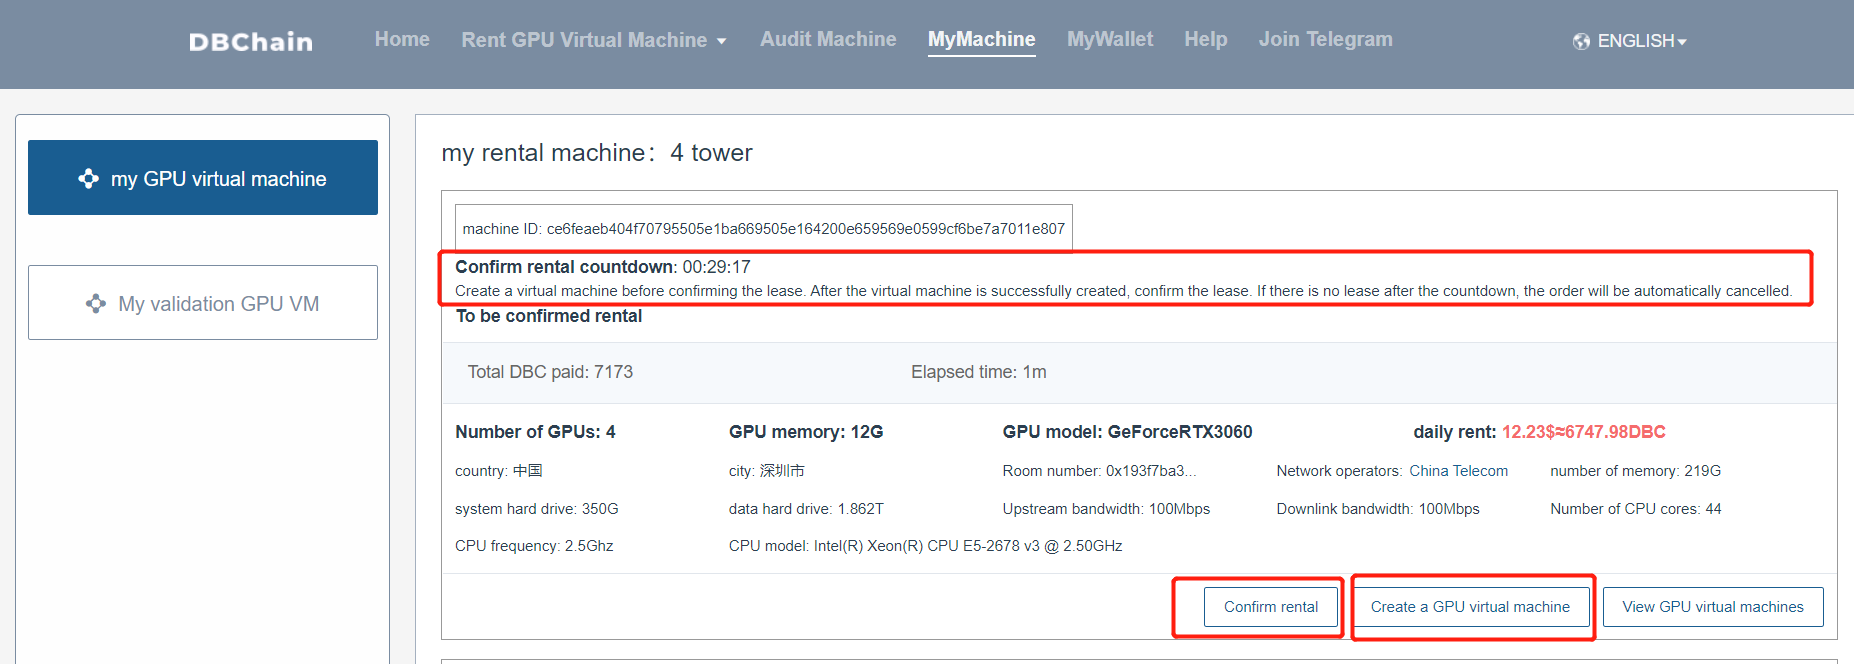 DBChain Home Rent GPU Virtual Machine Audit Machine MyMachine MyWallet Help Join Telegram ENGLISH
my GPU virtual machine
My validation GPU VM
my rental machine：4 tower
machine ID: ce6feaeb404f70795505e1ba669505e164200e659569e0599cf6be7a7011e807
Confirm rental countdown: 00:29:17
Create a virtual machine before confirming the lease. After the virtual machine is successfully created, confirm the lease. If there is no lease after the countdown, the order will be automatically cancelled.
To be confirmed rental
Total DBC paid: 7173 Elapsed time: 1m
Number of GPUs: 4 GPU memory: 12G GPU model: GeForceRTX3060 daily rent: 12.23$≈6747.98DBC
country: 中国 city: 深圳市 Room number: 0x193f7ba3... Network operators: China Telecom number of memory: 219G
system hard drive: 350G data hard drive: 1.862T Upstream bandwidth: 100Mbps Downlink bandwidth: 100Mbps Number of CPU cores: 44
CPU frequency: 2.5Ghz CPU model: Intel(R) Xeon(R) CPU E5-2678 v3 @ 2.50GHz
Confirm rental Create a GPU virtual machine View GPU virtual machines